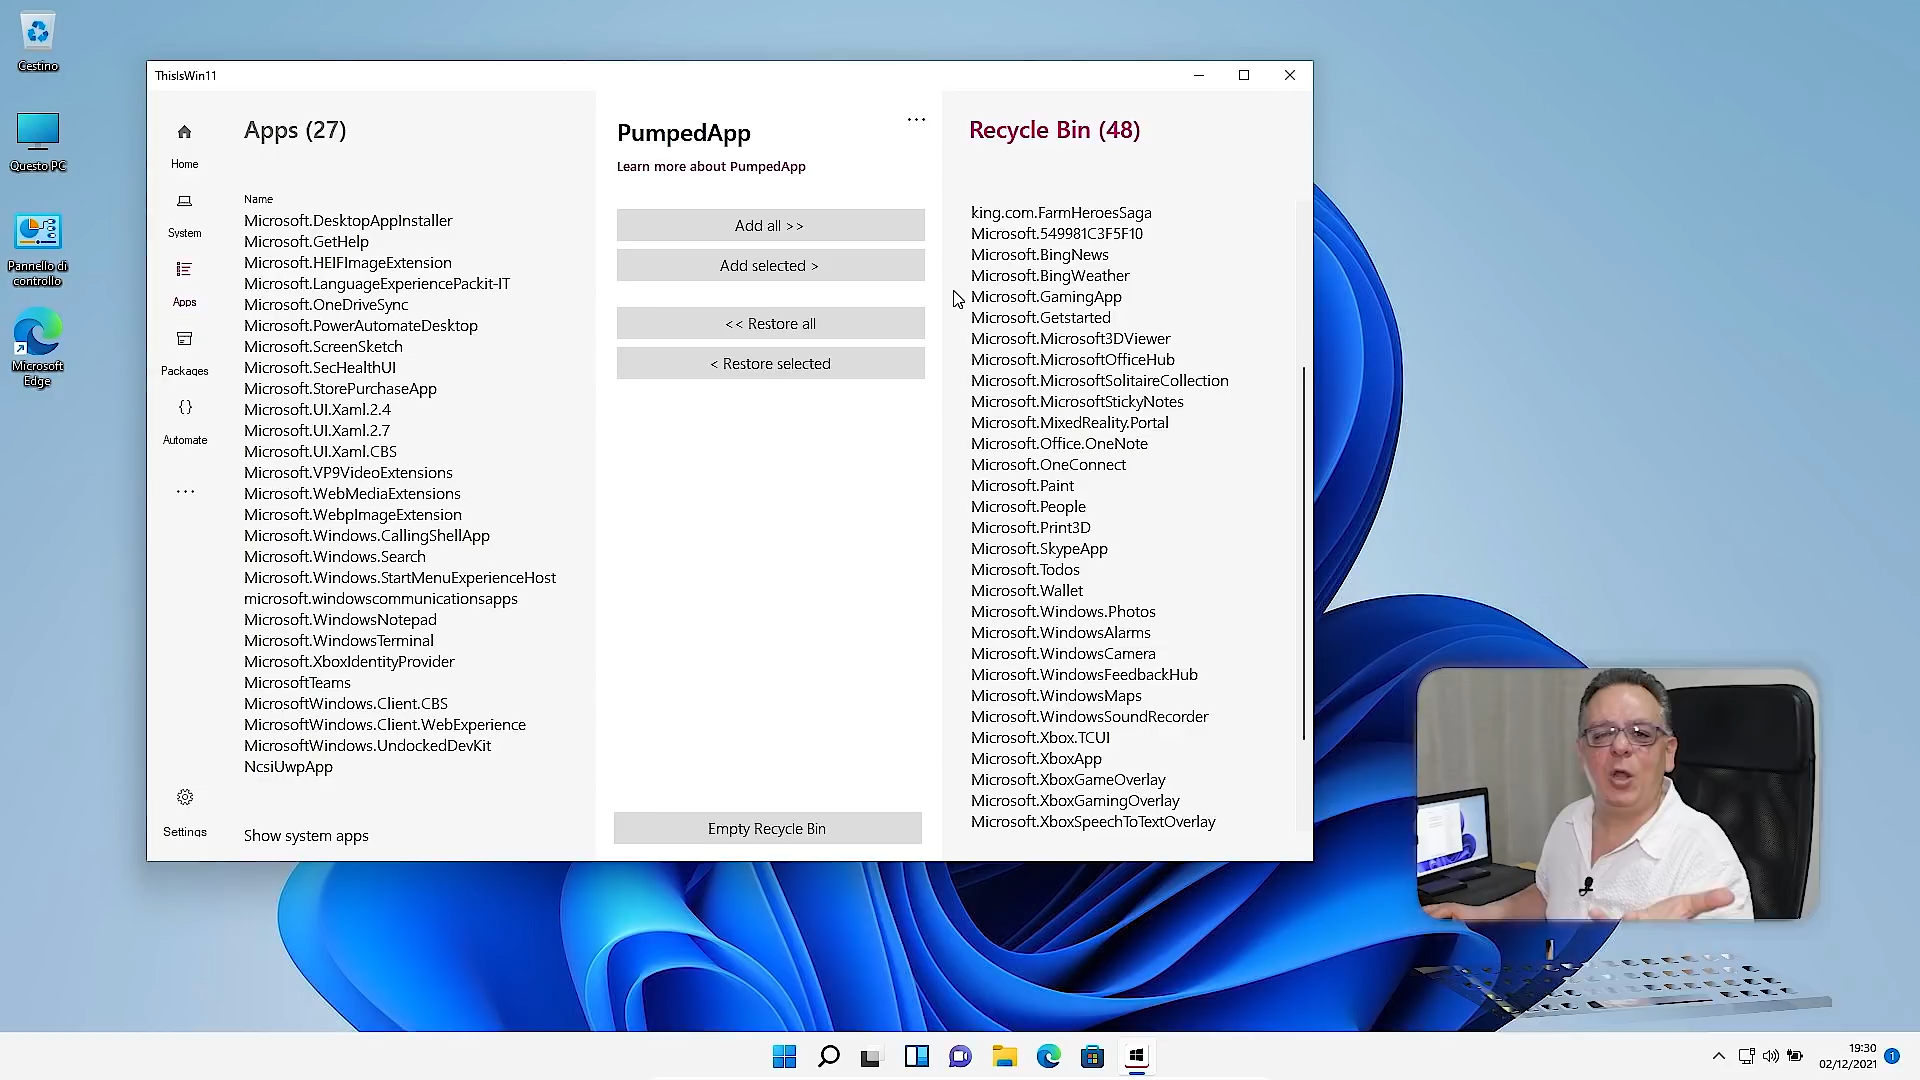 Cestino
Questo PC
Pannello di
controllo
Microsoft
Edge
ThisIsWin11
Home
System
Apps
Packages
Automate
...
Settings
Apps (27)
Name
Microsoft.DesktopAppInstaller
Microsoft.GetHelp
Microsoft.HEIFImageExtension
Microsoft.LanguageExperiencePackit-IT
Microsoft.OneDriveSync
Microsoft.PowerAutomateDesktop
Microsoft.ScreenSketch
Microsoft.SecHealthUI
Microsoft.StorePurchaseApp
Microsoft.UI.Xaml.2.4
Microsoft.UI.Xaml.2.7
Microsoft.UI.Xaml.CBS
Microsoft.VP9VideoExtensions
Microsoft.WebMediaExtensions
Microsoft.WebpImageExtension
Microsoft.Windows.CallingShellApp
Microsoft.Windows.Search
Microsoft.Windows.StartMenuExperienceHost
microsoft.windowscommunicationsapps
Microsoft.WindowsNotepad
Microsoft.WindowsTerminal
Microsoft.XboxIdentityProvider
MicrosoftTeams
MicrosoftWindows.Client.CBS
MicrosoftWindows.Client.WebExperience
MicrosoftWindows.UndockedDevKit
NcsiUwpApp
Show system apps
...
PumpedApp
Learn more about PumpedApp
Add all >>
Add selected >
<< Restore all
< Restore selected
Empty Recycle Bin
Recycle Bin (48)
king.com.FarmHeroesSaga
Microsoft.549981C3F5F10
Microsoft.BingNews
Microsoft.BingWeather
Microsoft.GamingApp
Microsoft.Getstarted
Microsoft.Microsoft3DViewer
Microsoft.MicrosoftOfficeHub
Microsoft.MicrosoftSolitaireCollection
Microsoft.MicrosoftStickyNotes
Microsoft.MixedReality.Portal
Microsoft.Office.OneNote
Microsoft.OneConnect
Microsoft.Paint
Microsoft.People
Microsoft.Print3D
Microsoft.SkypeApp
Microsoft.Todos
Microsoft.Wallet
Microsoft.Windows.Photos
Microsoft.WindowsAlarms
Microsoft.WindowsCamera
Microsoft.WindowsFeedbackHub
Microsoft.WindowsMaps
Microsoft.WindowsSoundRecorder
Microsoft.Xbox.TCUI
Microsoft.XboxApp
Microsoft.XboxGameOverlay
Microsoft.XboxGamingOverlay
Microsoft.XboxSpeechToTextOverlay
19:30
02/12/2021
1